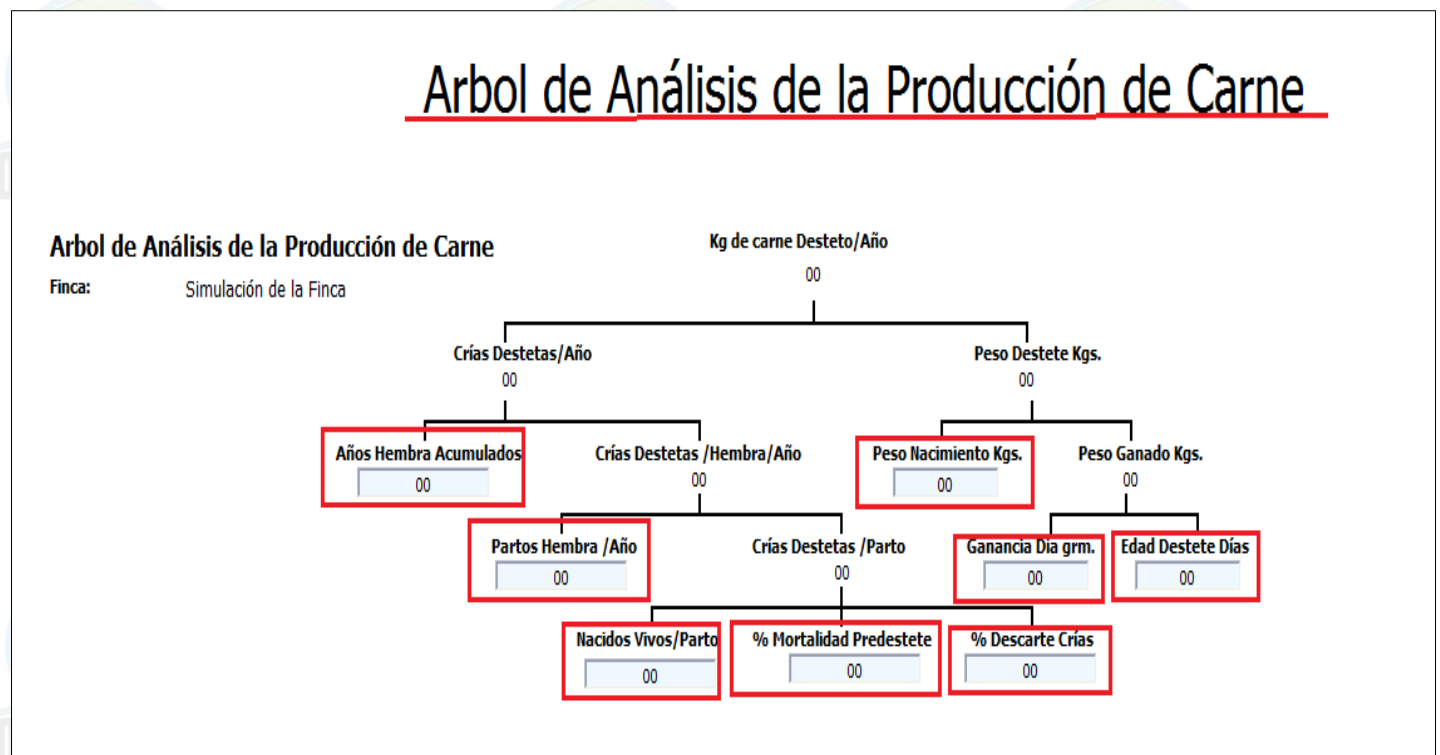 Arbol de Análisis de la Producción de Carne
Arbol de Análisis de la Producción de Carne
Kg de carne Desteto/Año
Finca:
Simulación de la Finca
00
Crías Destetas/Año
Peso Destete Kgs.
00
00
Años Hembra Acumulados
Crías Destetas /Hembra/Año
Peso Nacimiento Kgs.
Peso Ganado Kgs.
00
00
00
00
Partos Hembra /Año
Crías Destetas /Parto
Ganancia Dia grm.
Edad Destete Días
00
00
00
00
Nacidos Vivos/Parto
% Mortalidad Predestete
% Descarte Crías
00
00
00